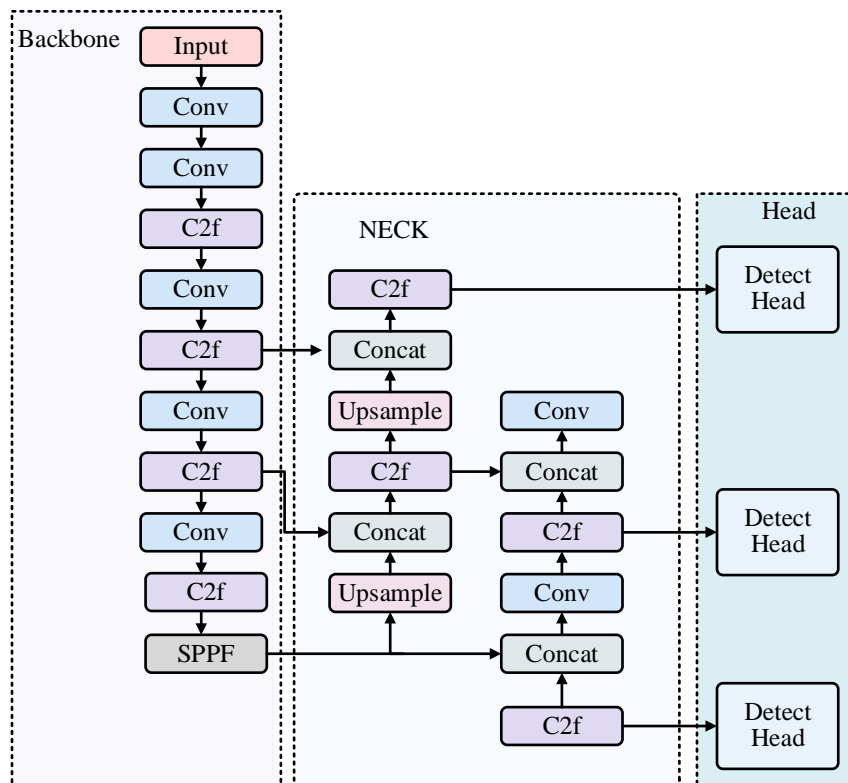 Backbone
Input
Conv
Conv
C2f
Conv
C2f
Conv
C2f
Conv
C2f
SPPF
NECK
C2f
Concat
Upsample
C2f
Concat
Upsample
Conv
Concat
C2f
Conv
Concat
C2f
Head
Detect
Head
Detect
Head
Detect
Head